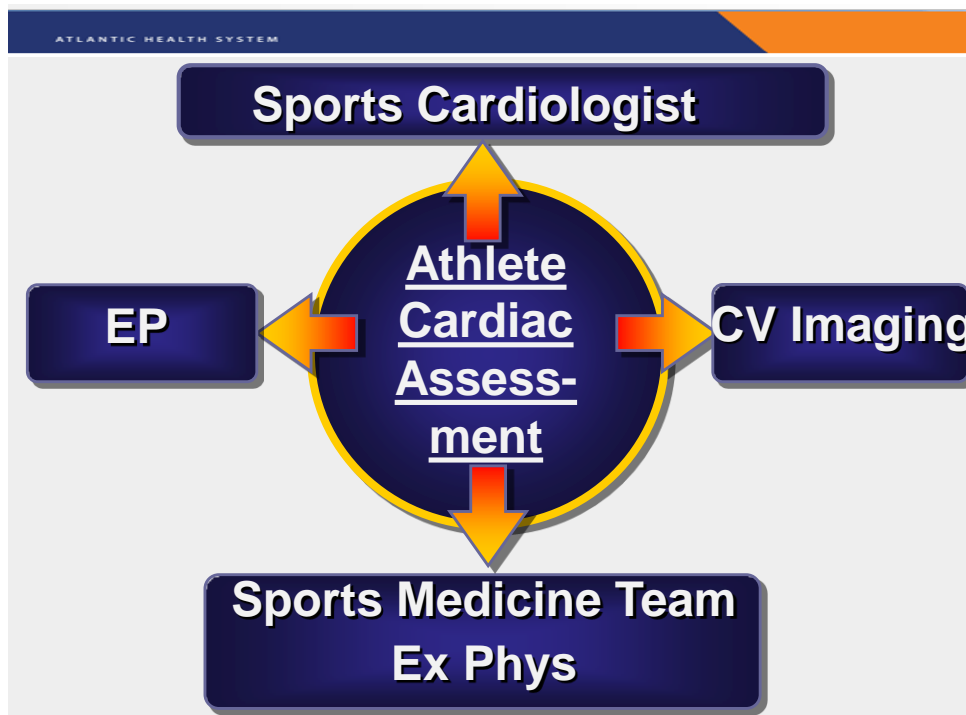 ATLANTIC HEALTH SYSTEM
Sports Cardiologist
Athlete
Cardiac
Assess-
ment
EP
CV Imaging
Sports Medicine Team
Ex Phys